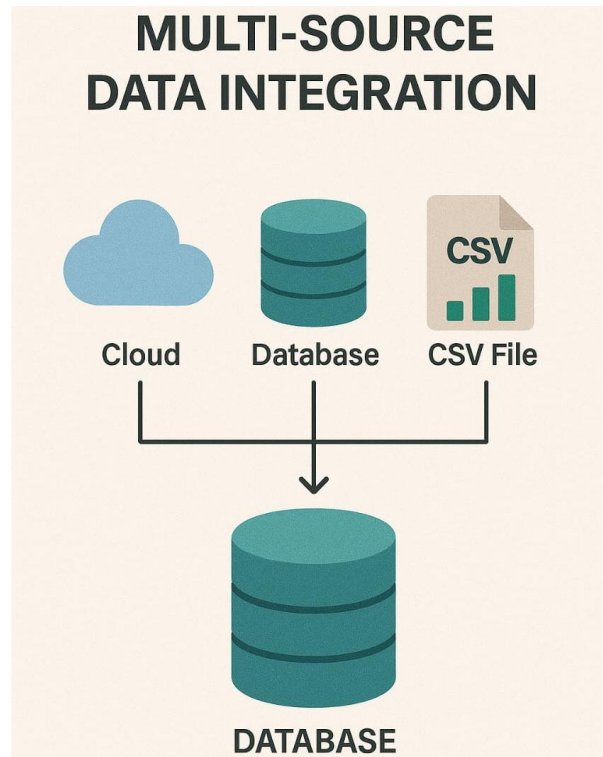 MULTI-SOURCE
DATA INTEGRATION
CSV
Cloud
Database
CSV File
DATABASE